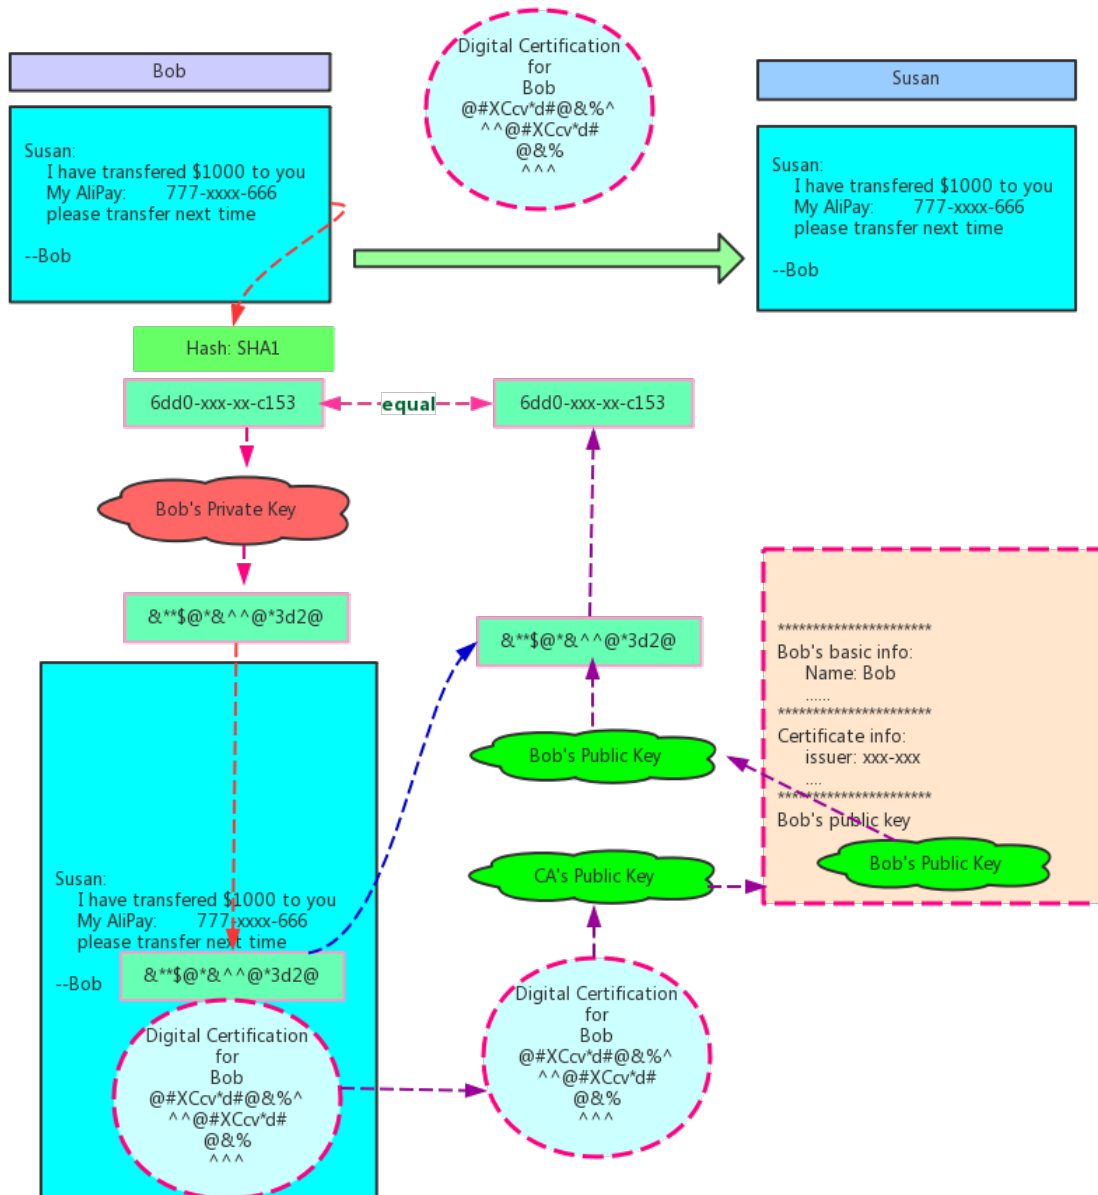 Bob
Digital Certification
for
Bob
@#XCcv*d#@&%^
^^@#XCcv*d#
@&%
^^^
Susan
Susan:
I have transfered $1000 to you
My AliPay: 777-xxxx-666
please transfer next time
--Bob
Susan:
I have transfered $1000 to you
My AliPay: 777-xxxx-666
please transfer next time
--Bob
Hash: SHA1
6dd0-xxx-xx-c153
equal
6dd0-xxx-xx-c153
Bob's Private Key
&**$@*&^^@*3d2@
&**$@*&^^@*3d2@
Bob's Public Key
CA's Public Key
**********************
Bob's basic info:
Name: Bob
......
**********************
Certificate info:
issuer: xxx-xxx
....
**********************
Bob's public key
Bob's Public Key
Susan:
I have transfered $1000 to you
My AliPay: 777-xxxx-666
please transfer next time
--Bob
&**$@*&^^@*3d2@
Digital Certification
for
Bob
@#XCcv*d#@&%^
^^@#XCcv*d#
@&%
^^^
Digital Certification
for
Bob
@#XCcv*d#@&%^
^^@#XCcv*d#
@&%
^^^